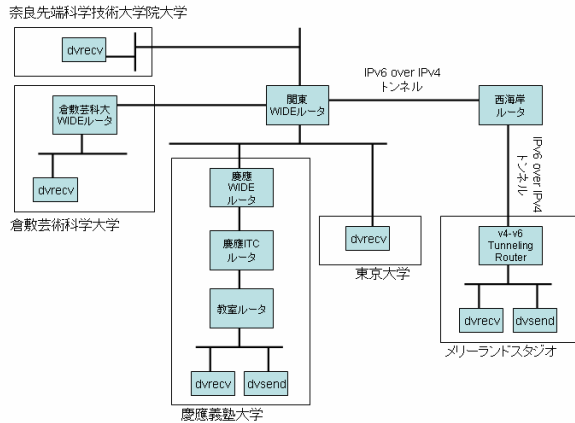 奈良先端科学技術大学院大学
dvrecv
倉敷芸科大
WIDEルータ
dvrecv
倉敷芸術科学大学
関東
WIDEルータ
IPv6 over IPv4
トンネル
西海岸
ルータ
IPv6 over IPv4
トンネル
慶應
WIDE
ルータ
慶應ITC
ルータ
教室ルータ
dvrecv
dvsend
慶應義塾大学
dvrecv
東京大学
v4-v6
Tunneling
Router
dvrecv
dvsend
メリーランドスタジオ